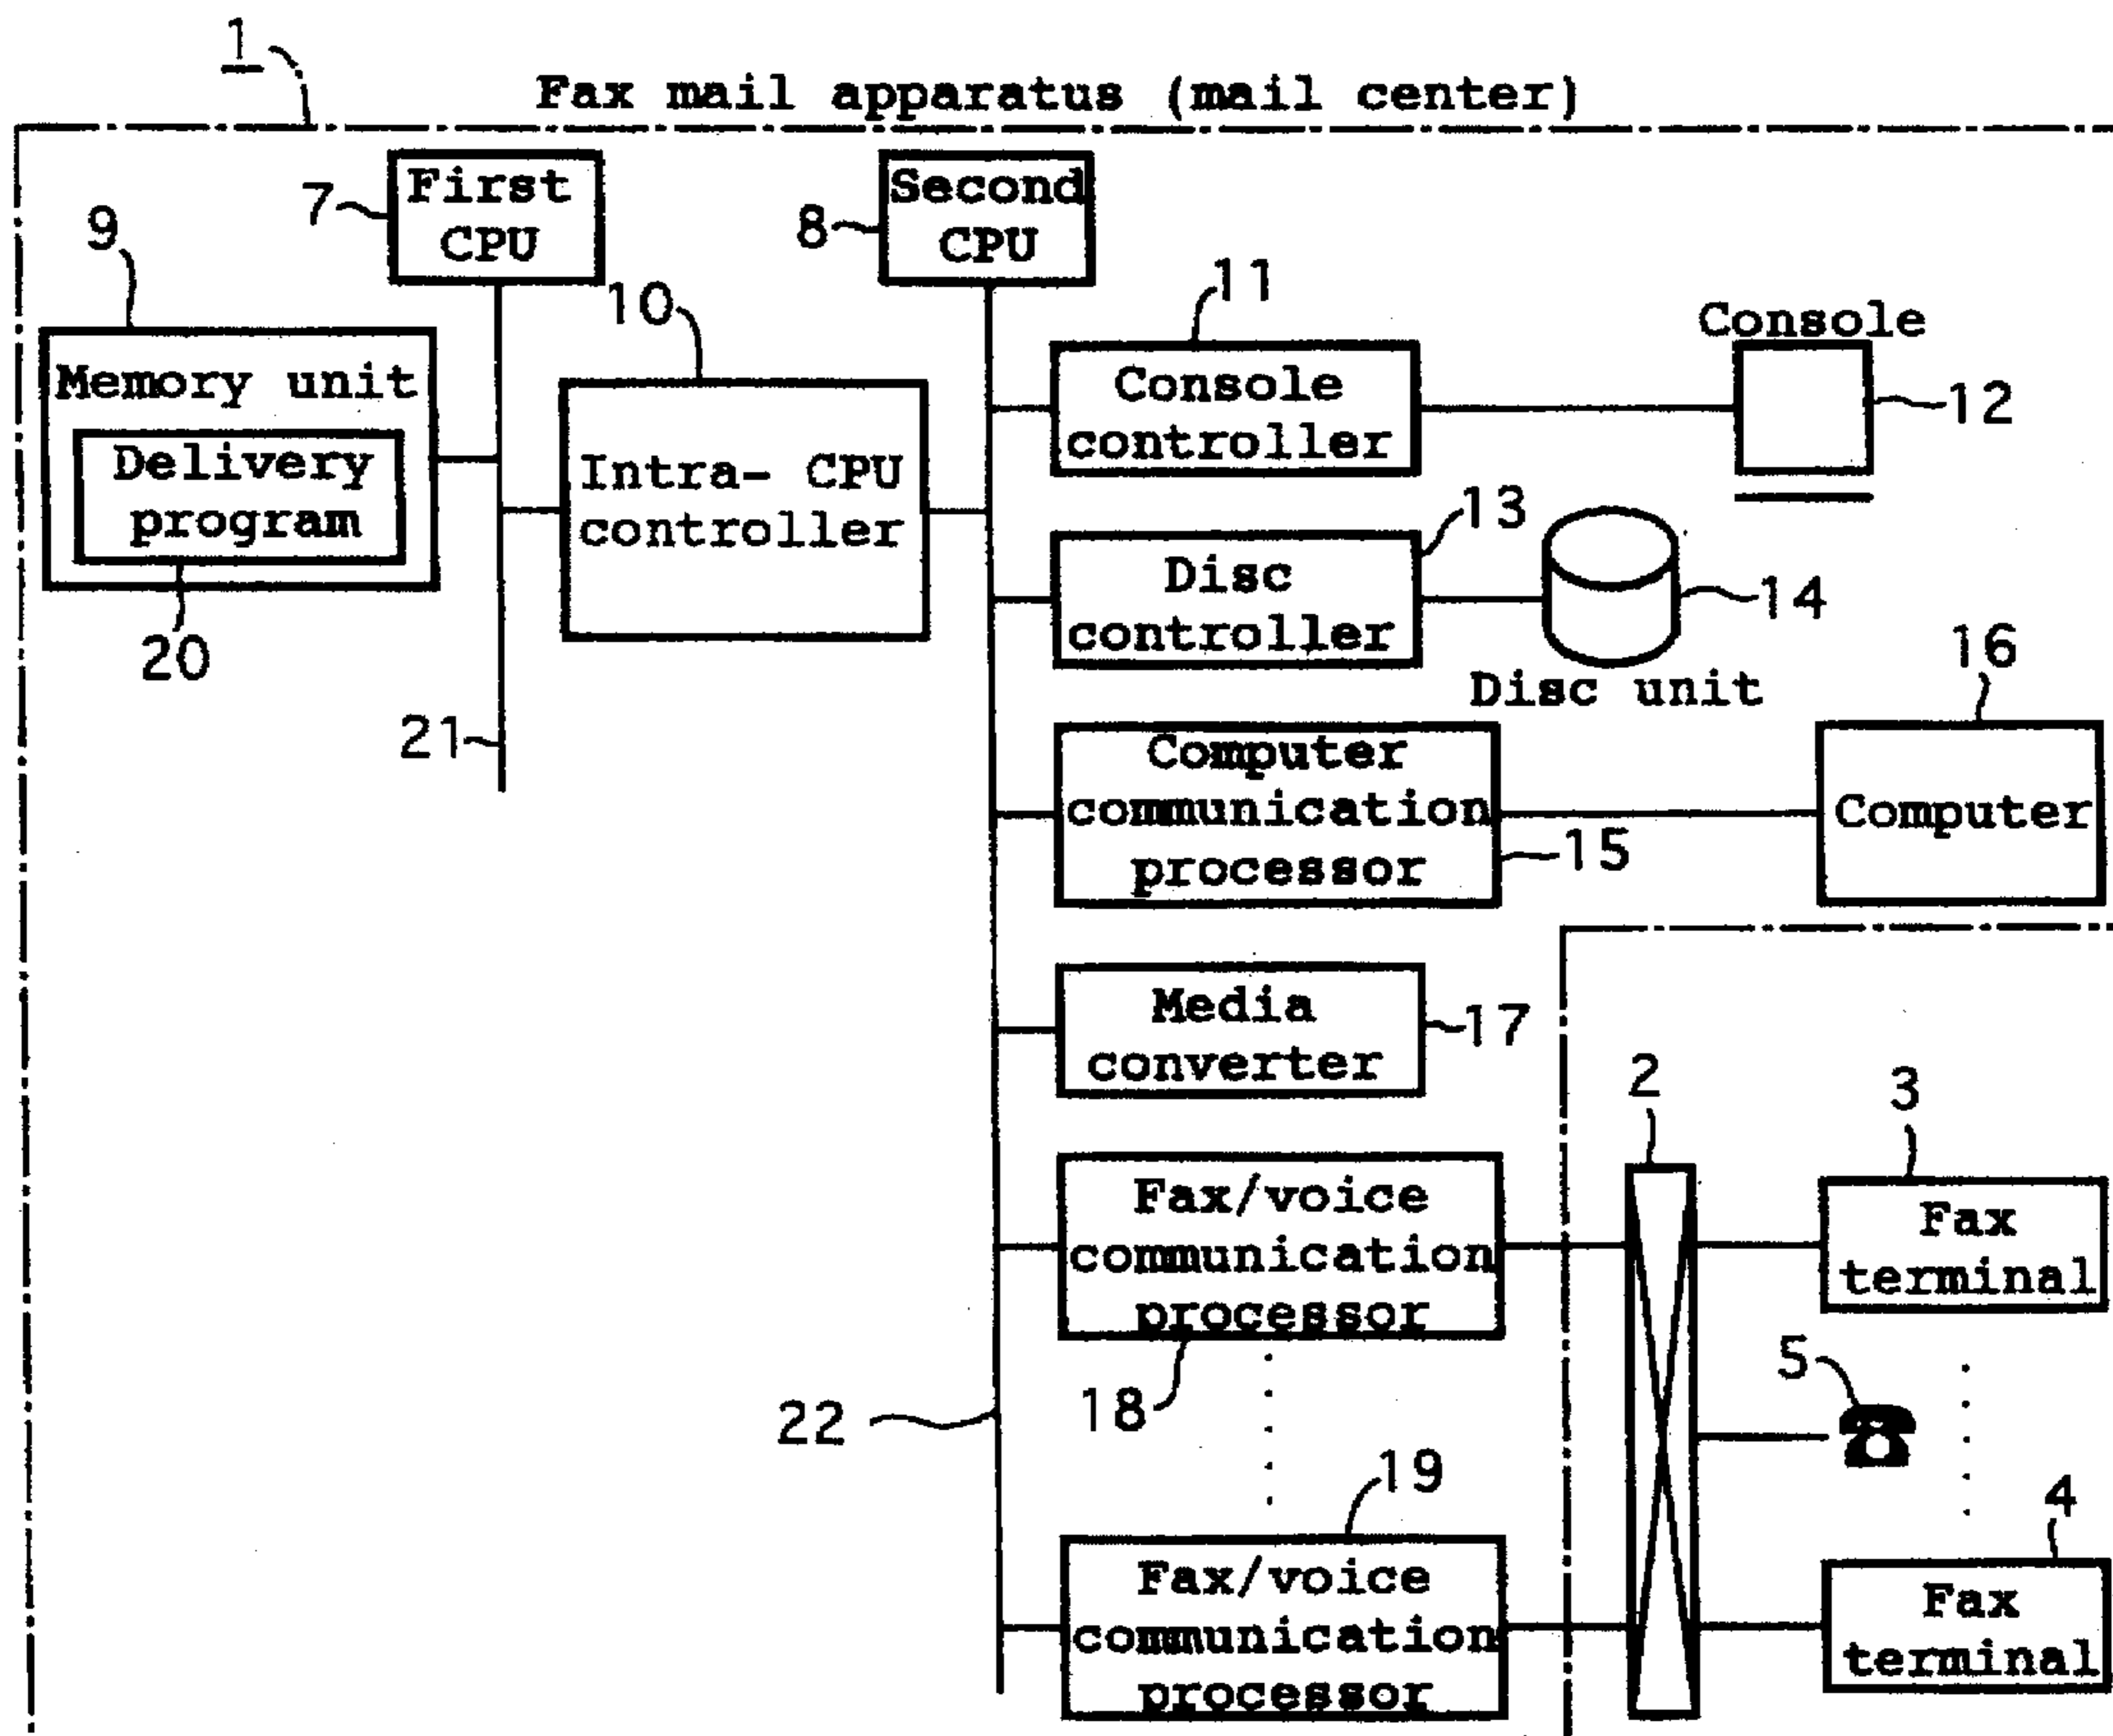 1
Fax mail apparatus (mail center)
7
First
CPU
8
Second
CPU
9
Memory unit
Delivery
program
20
10
Intra- CPU
controller
21
11
Console
controller
Console
12
13
Disc
controller
14
Disc unit
Computer
communication
processor
15
16
Computer
Media
converter
17
2
3
Fax
terminal
Fax/voice
communication
processor
18
5
22
19
Fax/voice
communication
processor
4
Fax
terminal